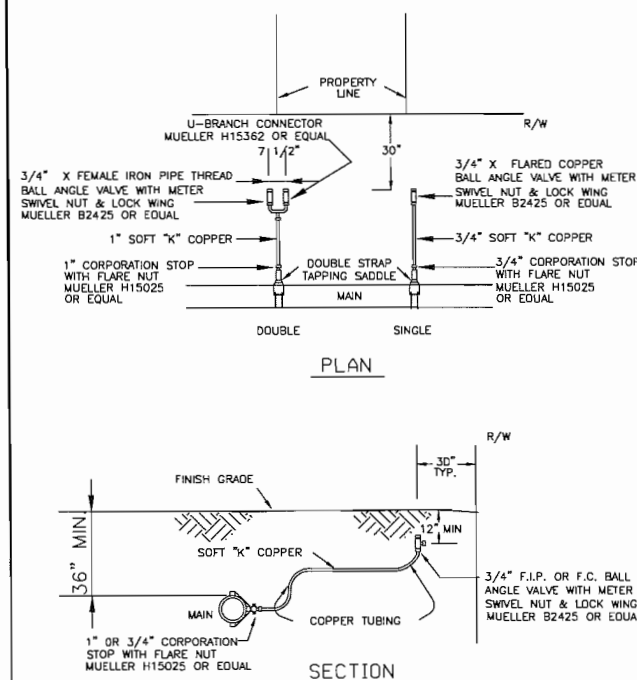 PROPERTY
LINE
U-BRANCH CONNECTOR
MUELLER H15362 OR EQUAL
R/W
7 1/2"
30"
3/4" X FEMALE IRON PIPE THREAD
BALL ANGLE VALVE WITH METER
SWIVEL NUT & LOCK WING
MUELLER B2425 OR EQUAL
3/4" X FLARED COPPER
BALL ANGLE VALVE WITH METER
SWIVEL NUT & LOCK WING
MUELLER B2425 OR EQUAL
1" SOFT "K" COPPER
3/4" SOFT "K" COPPER
1" CORPORATION STOP
WITH FLARE NUT
MUELLER H15025
OR EQUAL
DOUBLE STRAP
TAPPING SADDLE
3/4" CORPORATION STOP
WITH FLARE NUT
MUELLER H15025
OR EQUAL
MAIN
DOUBLE
SINGLE
PLAN
R/W
30"
TYP.
FINISH GRADE
36" MIN.
12" MIN
SOFT "K" COPPER
MAIN
COPPER TUBING
3/4" F.I.P. OR F.C. BALL
ANGLE VALVE WITH METER
SWIVEL NUT & LOCK WING
MUELLER B2425 OR EQUA
1" OR 3/4" CORPORATION
STOP WITH FLARE NUT
MUELLER H15025 OR EQUAL
SECTION